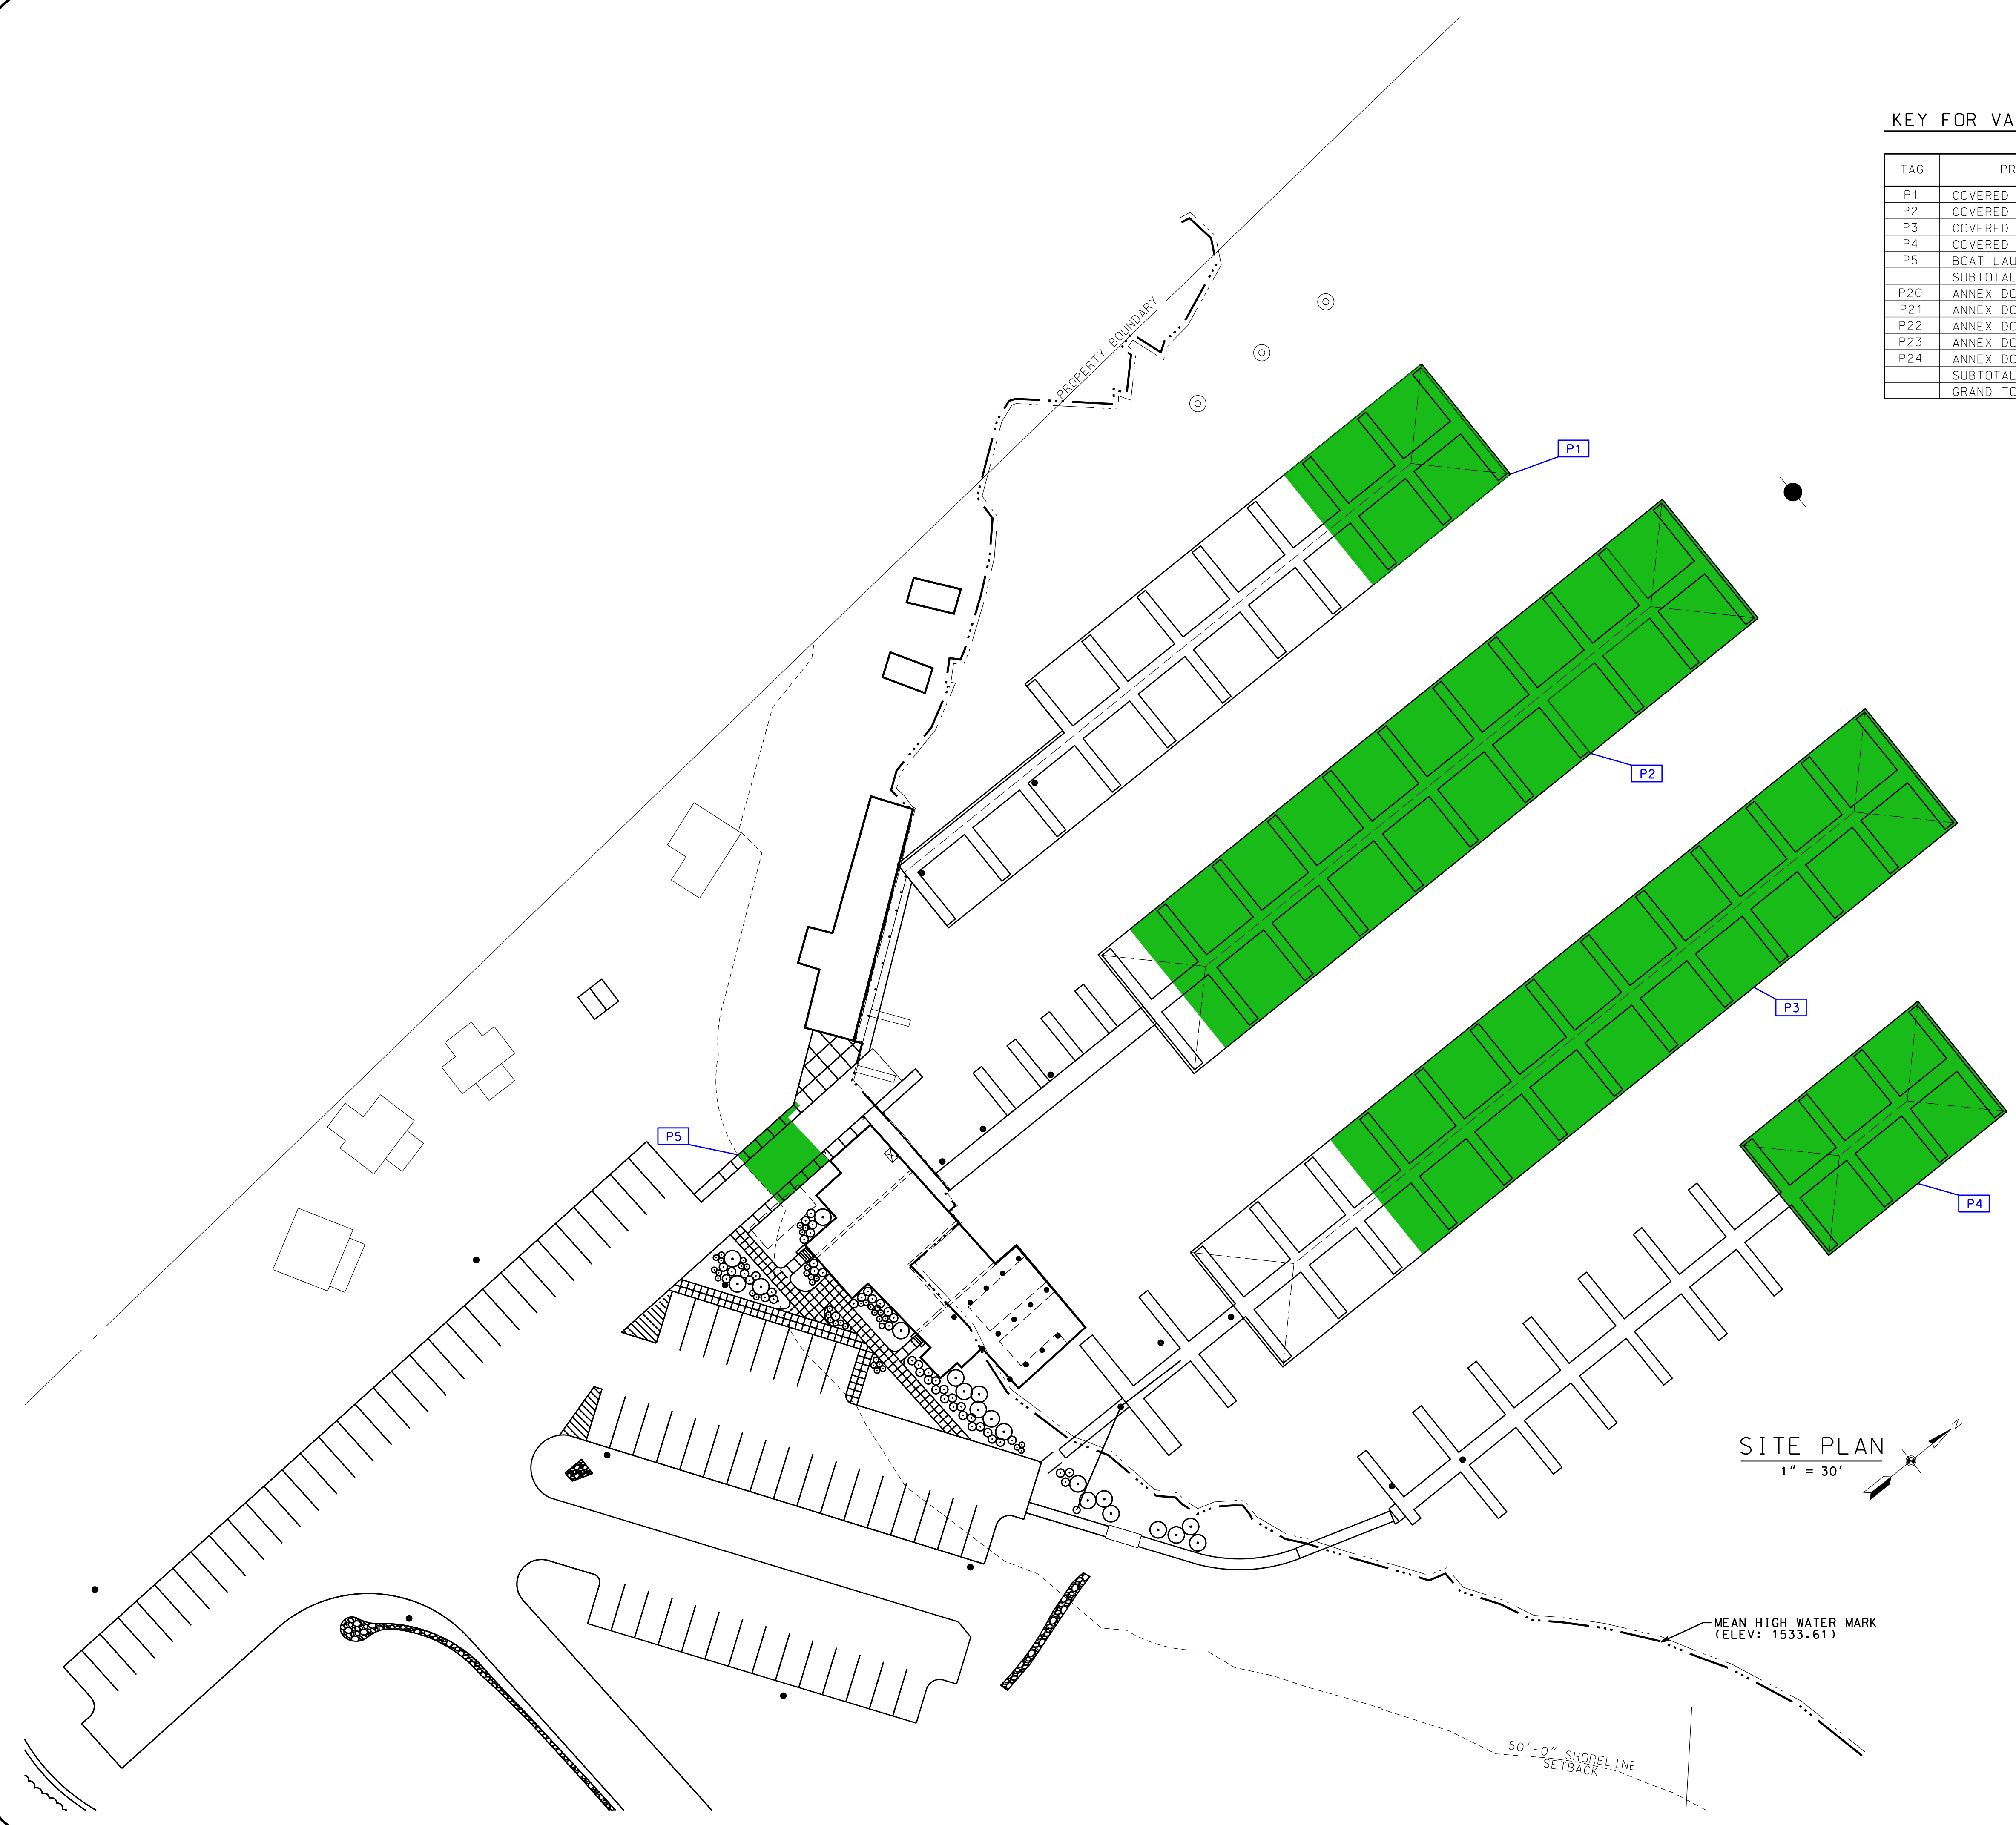 KEY FOR VA
TAG PR
P1 COVERED
P2 COVERED
P3 COVERED
P4 COVERED
P5 BOAT LAU
SUBTOTAL
P20 ANNEX DO
P21 ANNEX DO
P22 ANNEX DO
P23 ANNEX DO
P24 ANNEX DO
SUBTOTAL
GRAND TO
PROPERTY BOUNDARY
P1
P2
P3
P5
P4
SITE PLAN
1" = 30'
N
MEAN HIGH WATER MARK
(ELEV: 1533.61)
50'-0" SHORELINE
SETBACK